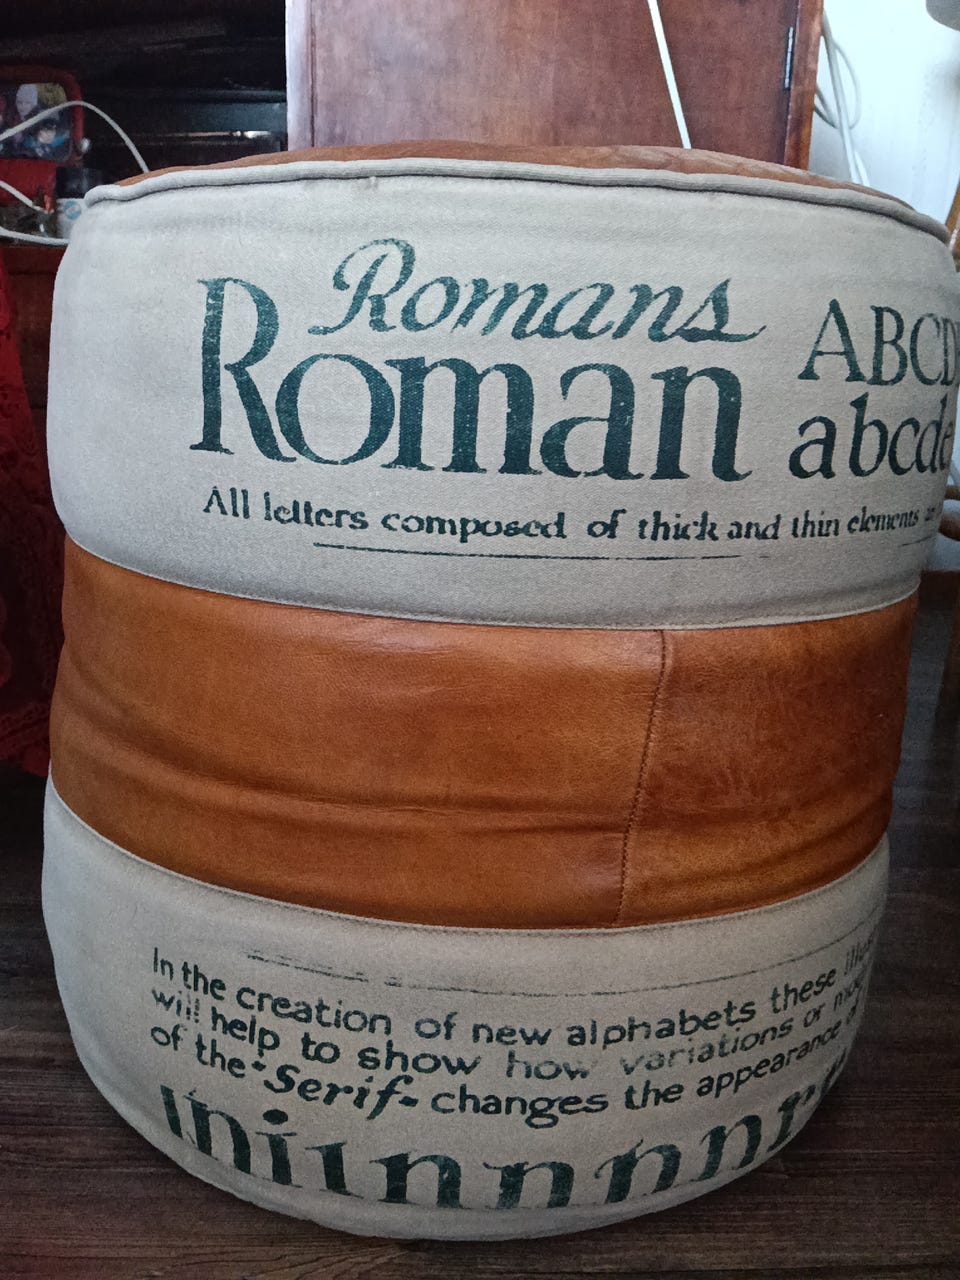 Romans
Roman
ABCD
abcde
All letters composed of thick and thin elements
In the creation of new alphabets these
will help to show how variations or
of the "Serif" changes the appearance